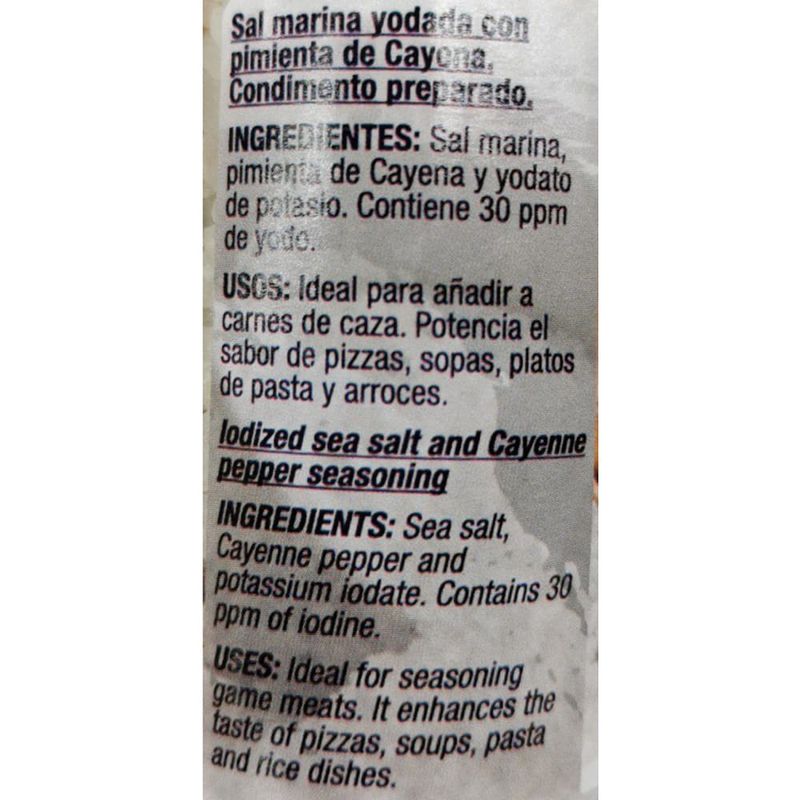 Sal marina yodada con
pimienta de Cayena.
Condimento preparado.
INGREDIENTES: Sal marina,
pimienta de Cayena y yodato
de potasio. Contiene 30 ppm
de yodo.
USOS: Ideal para añadir a
carnes de caza. Potencia el
sabor de pizzas, sopas, platos
de pasta y arroces.
Iodized sea salt and Cayenne
pepper seasoning
INGREDIENTS: Sea salt,
Cayenne pepper and
potassium iodate. Contains 30
ppm of iodine.
USES: Ideal for seasoning
game meats. It enhances the
taste of pizzas, soups, pasta
and rice dishes.